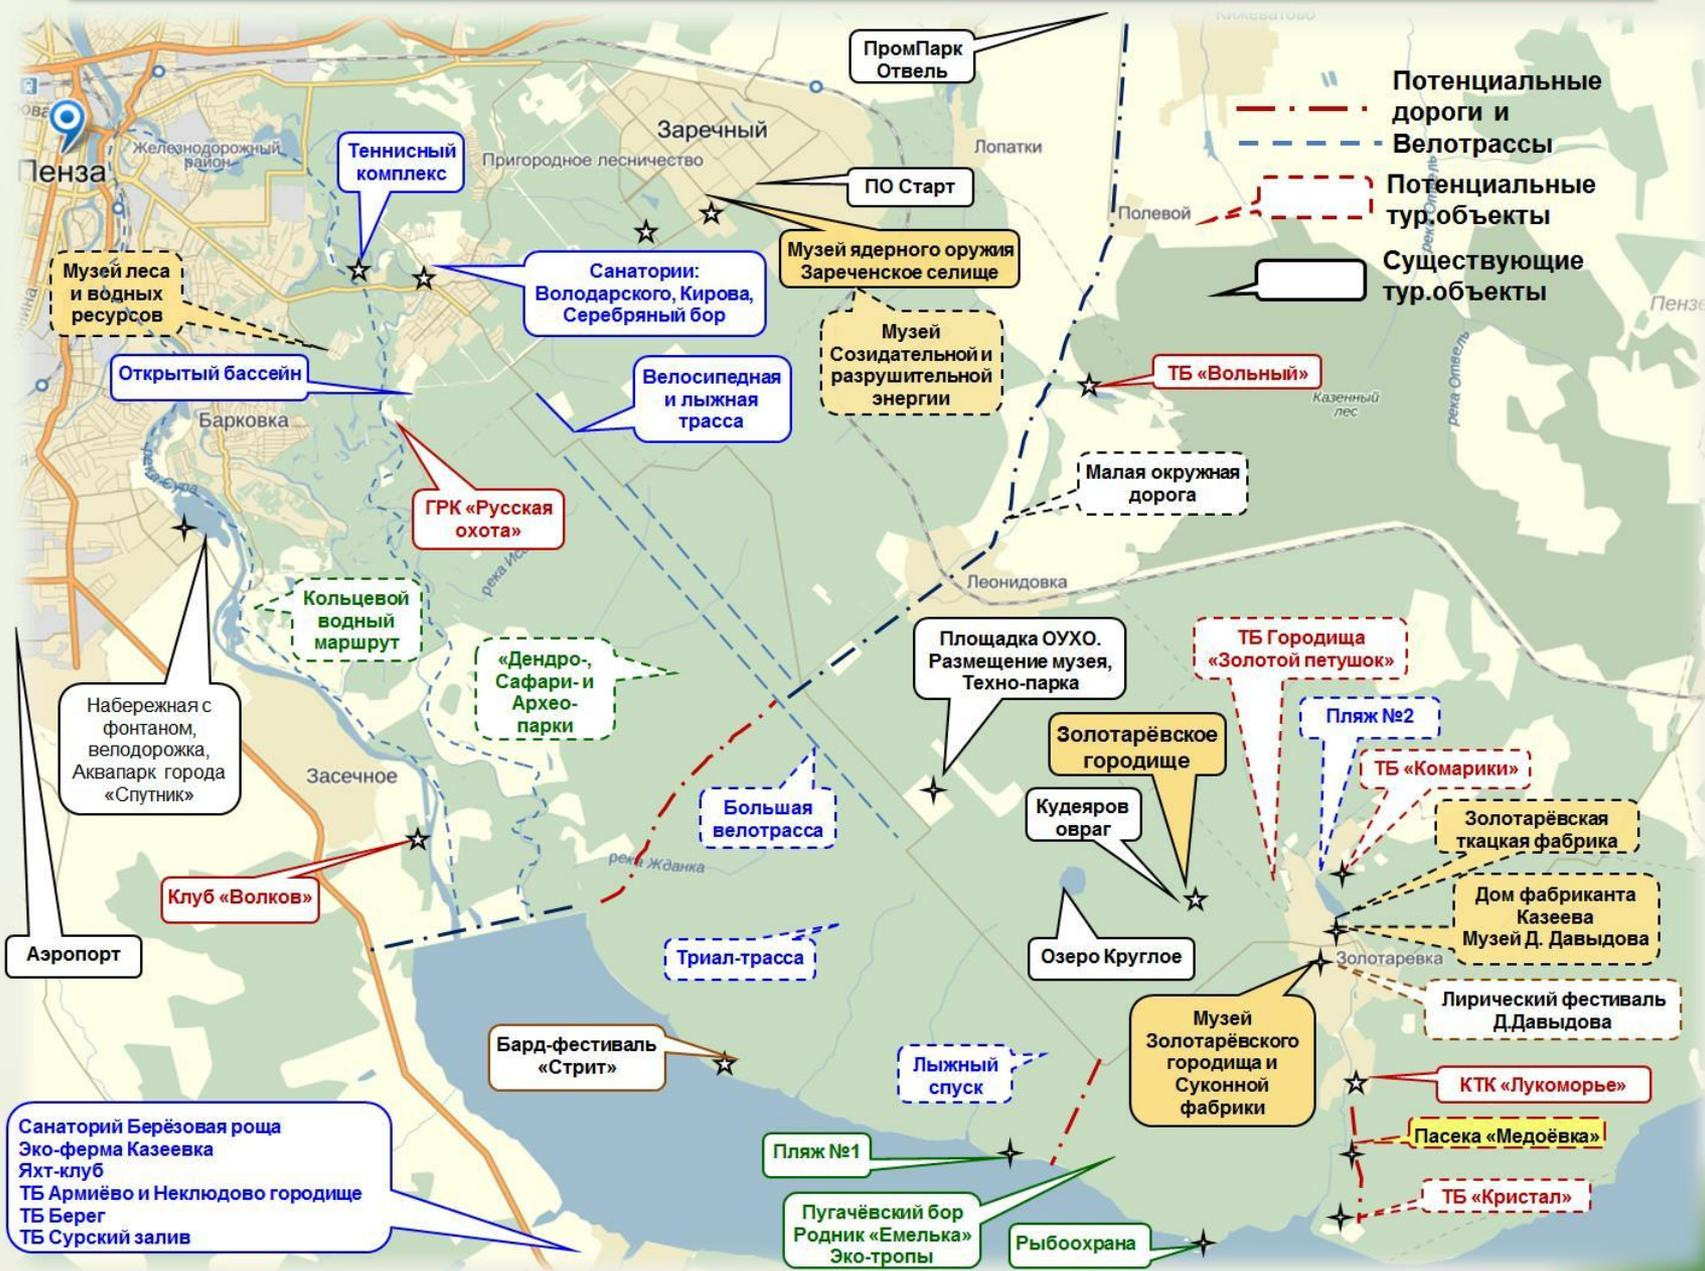 Кижеватово
ПромПарк
Отвель
Потенциальные
дороги и
Велотрассы
Потенциальные
тур.объекты
Существующие
тур.объекты
река Отвель
Заречный
Лопатки
Железнодорожный
район
Пенза
Теннисный
комплекс
Пригородное лесничество
ПО Старт
Полевой
Музей ядерного оружия
Зареченское селище
Музей леса
и водных
ресурсов
Санатории:
Володарского, Кирова,
Серебряный бор
Музей
Созидательной и
разрушительной
энергии
Открытый бассейн
Велосипедная
и лыжная
трасса
ТБ «Вольный»
Казенный
лес
река Отвель
Барковка
река Сура
ГРК «Русская
охота»
Малая окружная
дорога
Леонидовка
Кольцевой
водный
маршрут
«Дендро-,
Сафари- и
Архео-
парки
Площадка ОУХО.
Размещение музея,
Техно-парка
ТБ Городища
«Золотой петушок»
Пляж №2
Набережная с
фонтаном,
велодорожка,
Аквапарк города
«Спутник»
Засечное
Золотарёвское
городище
ТБ «Комарики»
Большая
велотрасса
Кудеяров
овраг
Золотарёвская
ткацкая фабрика
река Жданка
Клуб «Волков»
Дом фабриканта
Казеева
Музей Д. Давыдова
Аэропорт
Триал-трасса
Озеро Круглое
Золотаревка
Лирический фестиваль
Д.Давыдова
Бард-фестиваль
«Стрит»
Музей
Золотарёвского
городища и
Суконной
фабрики
Лыжный
спуск
КТК «Лукоморье»
Санаторий Берёзовая роща
Эко-ферма Казеевка
Яхт-клуб
ТБ Армиёво и Неклюдово городище
ТБ Берег
ТБ Сурский залив
Пасека «Медоёвка»
Пляж №1
ТБ «Кристал»
Пугачёвский бор
Родник «Емелька»
Эко-тропы
Рыбоохрана